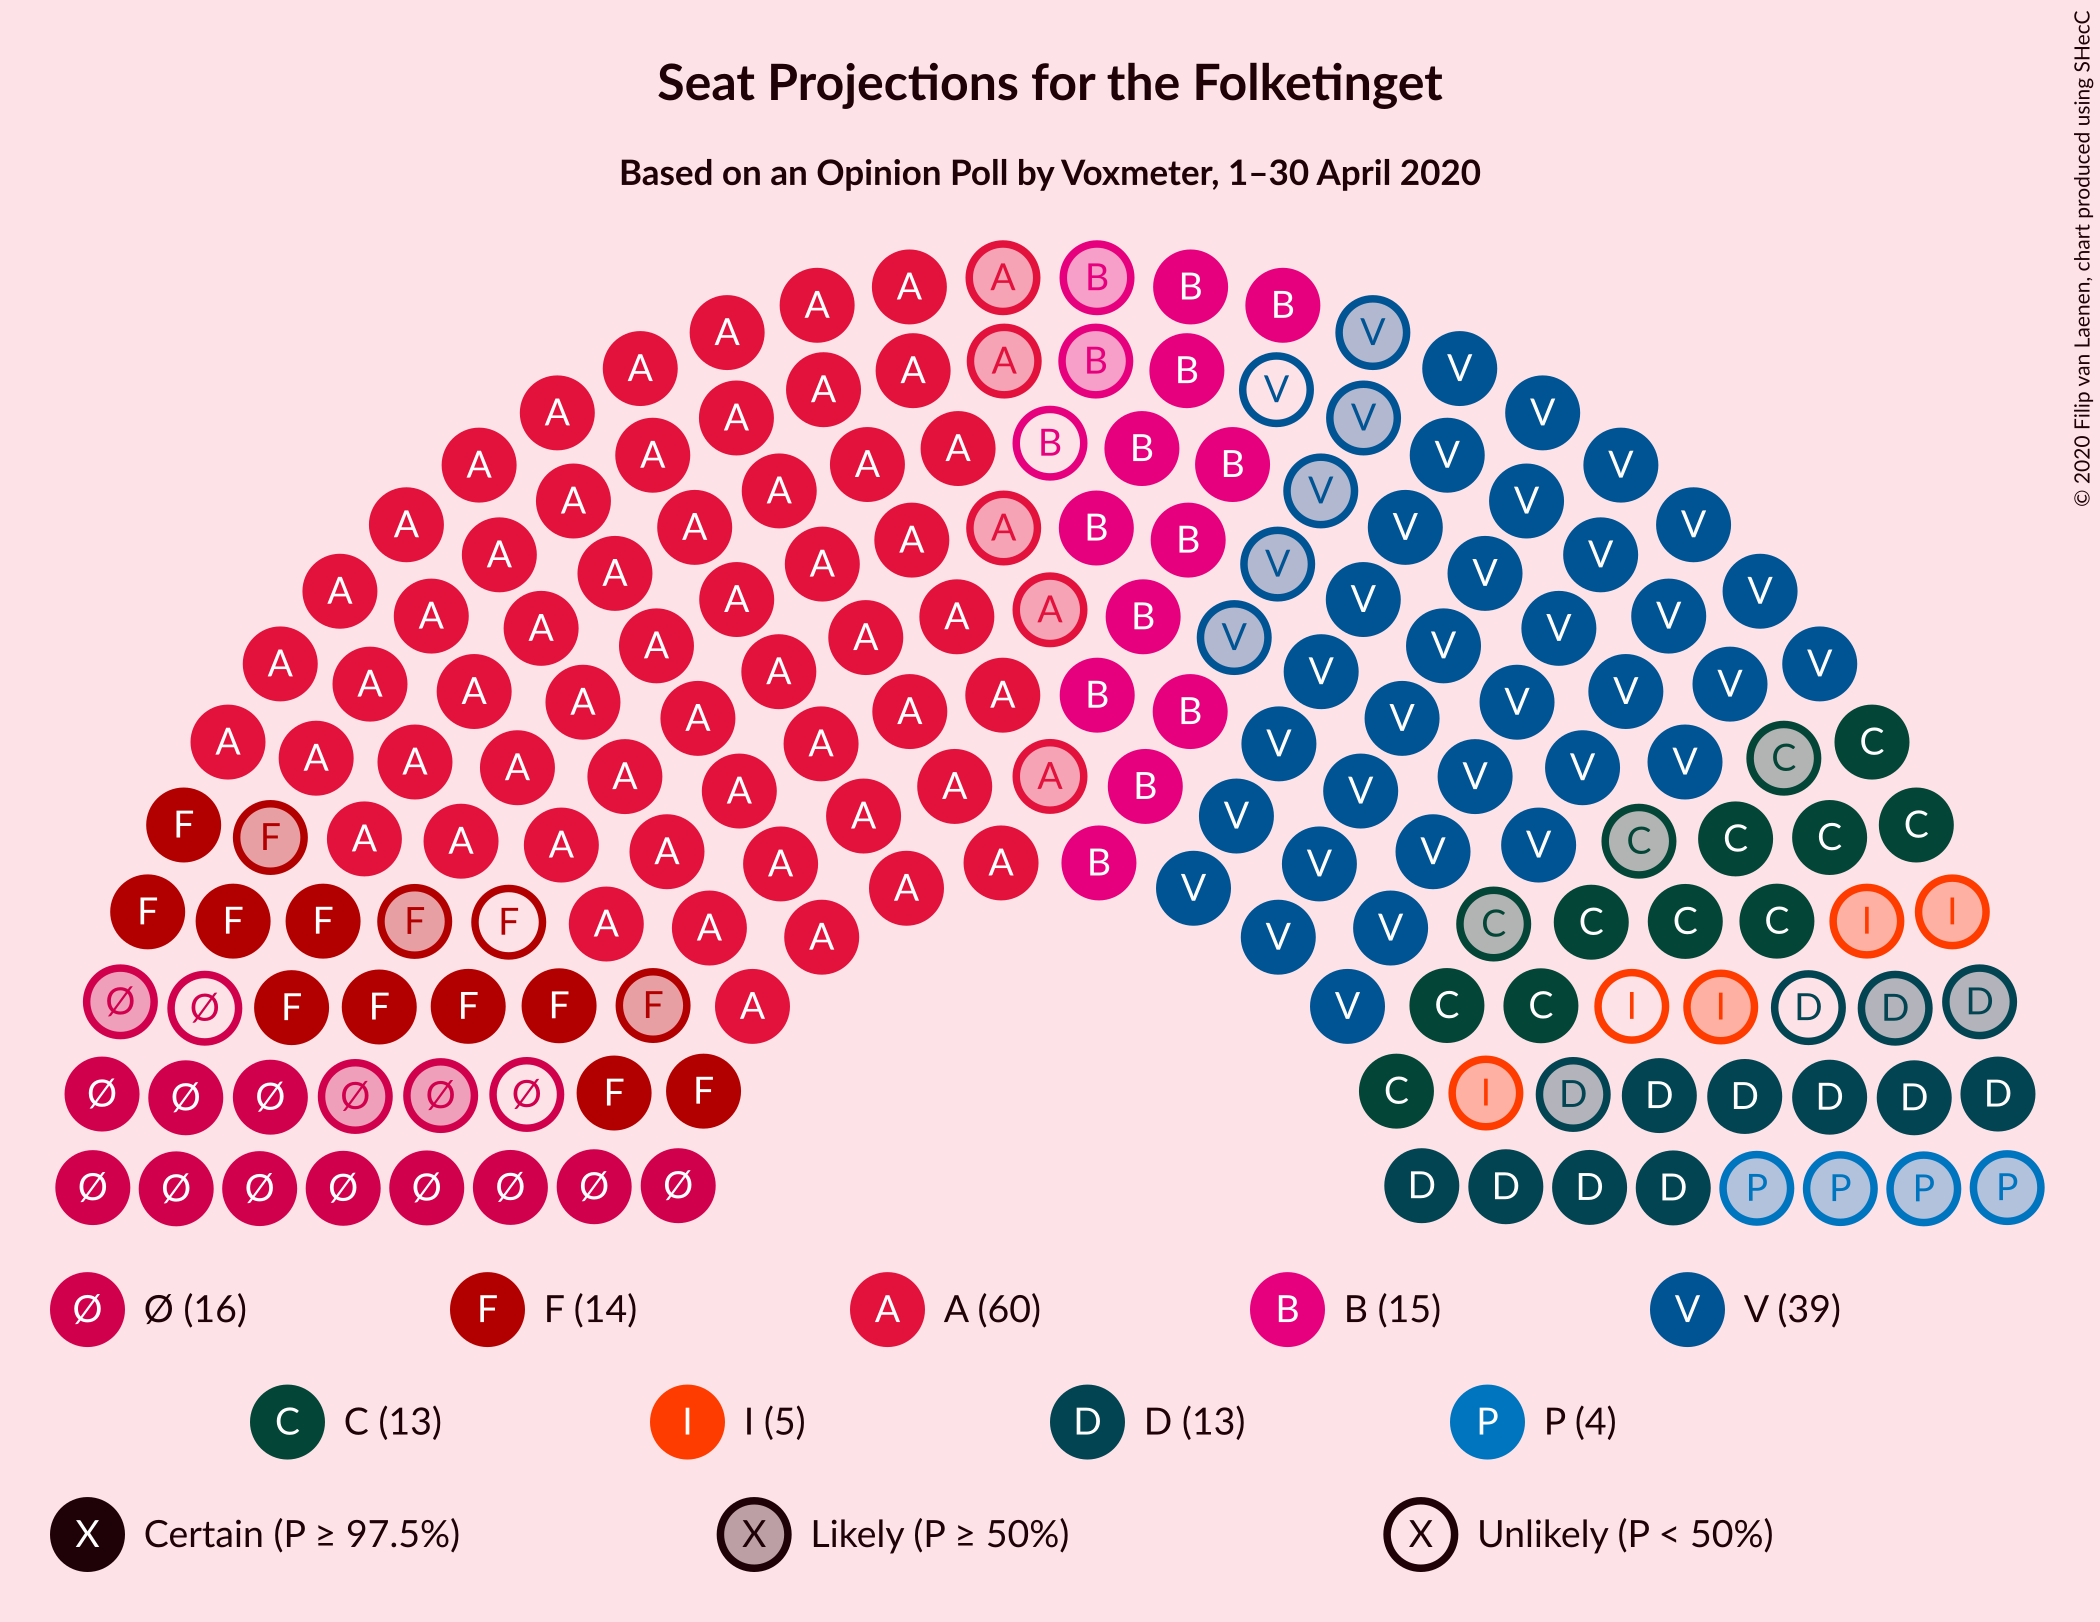 Seat Projections for the Folketinget
Based on an Opinion Poll by Voxmeter, 1–30 April 2020
© 2020 Filip van Laenen, chart produced using SHecC
A B
A B
A B
A V
A B
A A B V
A V
A A V V
A A A A B B B V V
A A V V
A A A B V V
A B
A A V V
A V
A A V V
A A A B V
A A A V V V
A A V V
A A A A B V V V
A A B V
A A A V C C
A A A A A B V V V
A V
F A V C
F A A A A V V C C C
A A B V
A V
F F F F F A A A V V C C C C I I
Ø Ø F F F F F A V C C I I D D D
Ø Ø Ø Ø Ø Ø F F C I D D D D D D
Ø Ø Ø Ø Ø Ø Ø Ø D D D D P P P P
Ø Ø (16) F F (14) A A (60) B B (15) V V (39)
C C (13) I I (5) D D (13) P P (4)
X Certain (P ≥ 97.5%) X Likely (P ≥ 50%) X Unlikely (P < 50%)